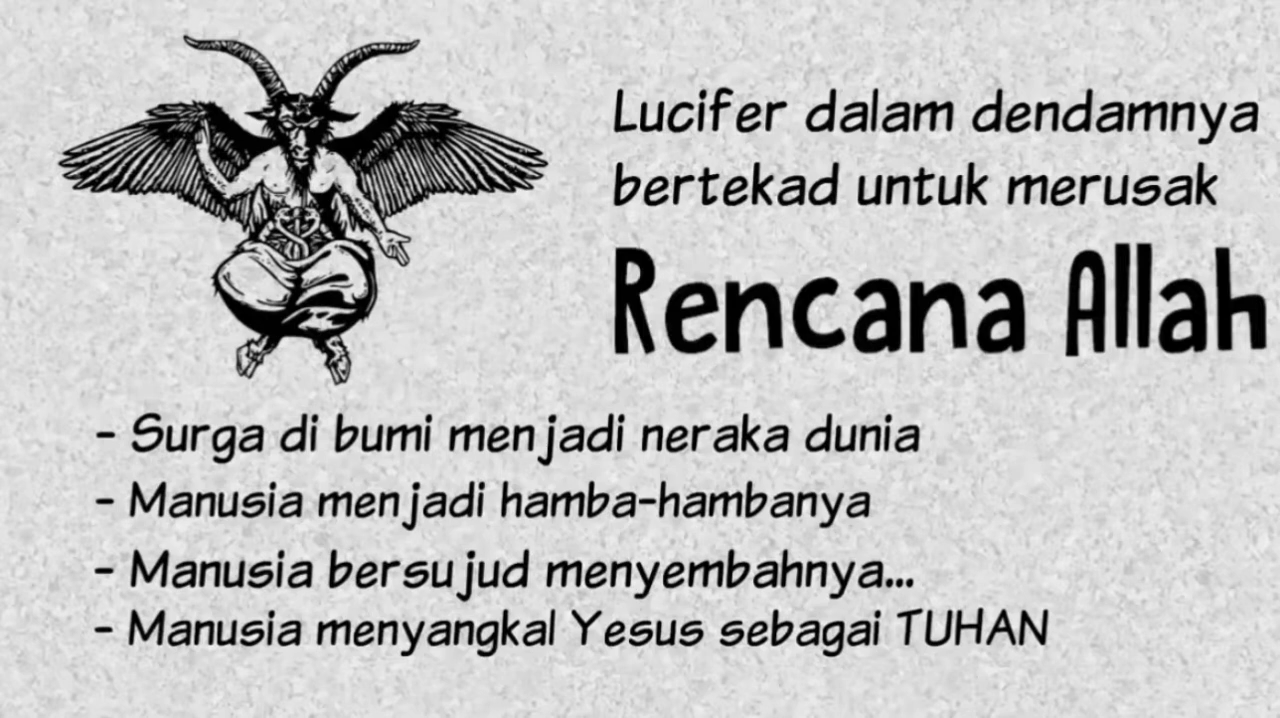 Lucifer dalam dendamnya
bertekad untuk merusak
Rencana Allah
- Surga di bumi menjadi neraka dunia
- Manusia menjadi hamba-hambanya
- Manusia bersujud menyembahnya...
- Manusia menyangkal Yesus sebagai TUHAN